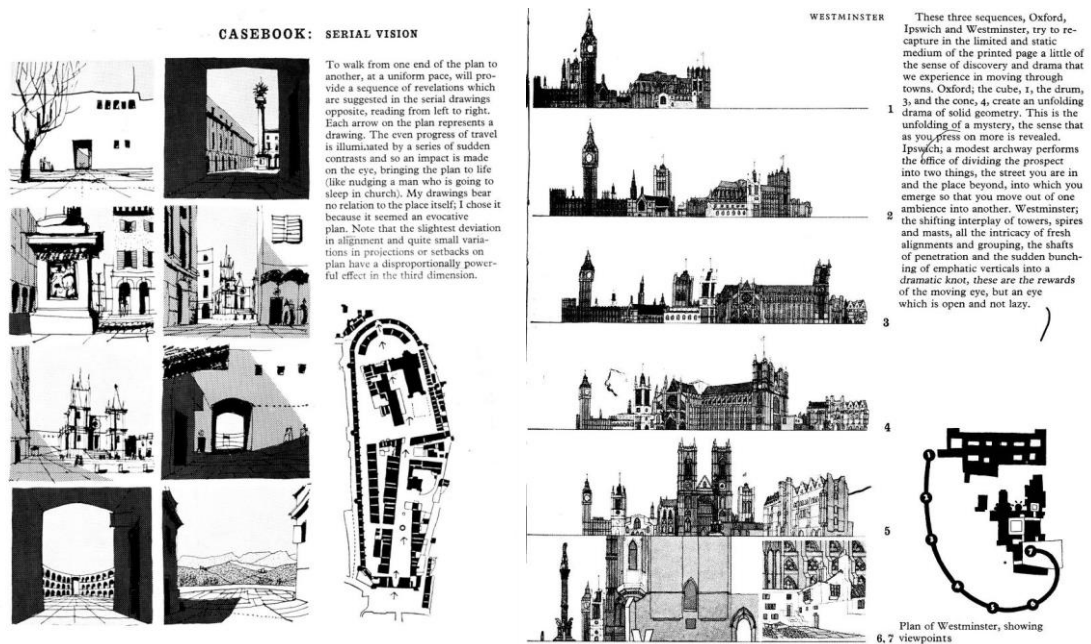 CASEBOOK: SERIAL VISION
To walk from one end of the plan to
another, at a uniform pace, will pro-
vide a sequence of revelations which
are suggested in the serial drawings
opposite, reading from left to right.
Each arrow on the plan represents a
drawing. The even progress of travel
is illuminated by a series of sudden
contrasts and so an impact is made
on the eye, bringing the plan to life
(like nudging a man who is going to
sleep in church). My drawings bear
no relation to the place itself; I chose it
because it seemed an evocative
plan. Note that the slightest deviation
in alignment and quite small varia-
tions in projections or setbacks on
plan have a disproportionally power-
ful effect in the third dimension.
WESTMINSTER
1
2
3
4
5
6, 7
These three sequences, Oxford,
Ipswich and Westminster, try to re-
capture in the limited and static
medium of the printed page a little of
the sense of discovery and drama that
we experience in moving through
towns. Oxford; the cube, 1, the drum,
3, and the cone, 4, create an unfolding
drama of solid geometry. This is the
unfolding of a mystery, the sense that
as you press on more is revealed.
Ipswich; a modest archway performs
the office of dividing the prospect
into two things, the street you are in
and the place beyond, into which you
emerge so that you move out of one
ambience into another. Westminster;
the shifting interplay of towers, spires
and masts, all the intricacy of fresh
alignments and grouping, the shafts
of penetration and the sudden bunch-
ing of emphatic verticals into a
dramatic knot, these are the rewards
of the moving eye, but an eye
which is open and not lazy.
Plan of Westminster, showing
viewpoints